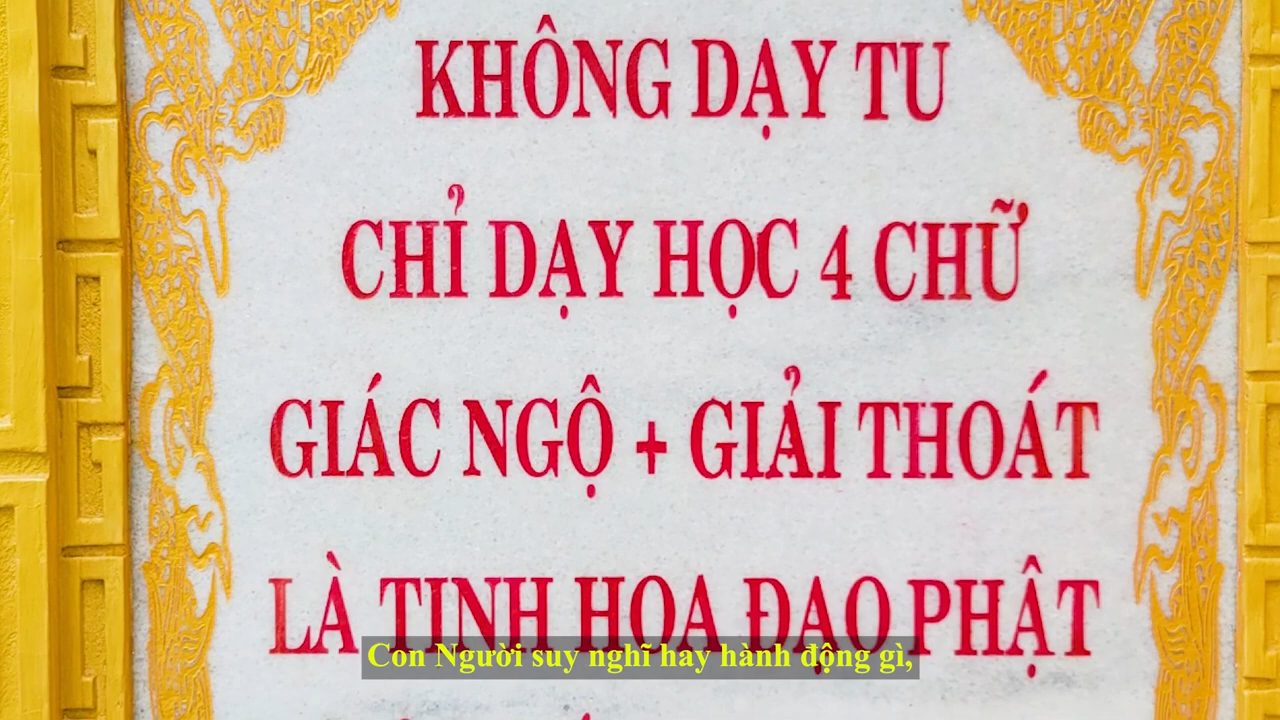 KHÔNG DẠY TU
CHỈ DẠY HỌC 4 CHỮ
GIÁC NGỘ + GIẢI THOÁT
LÀ TINH HOA ĐẠO PHẬT
Con Người suy nghĩ hay hành động gì,